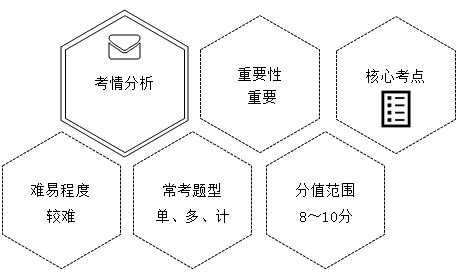 考情分析
重要性
重要
核心考点
难易程度
较难
常考题型
单、多、计
分值范围
8～10分